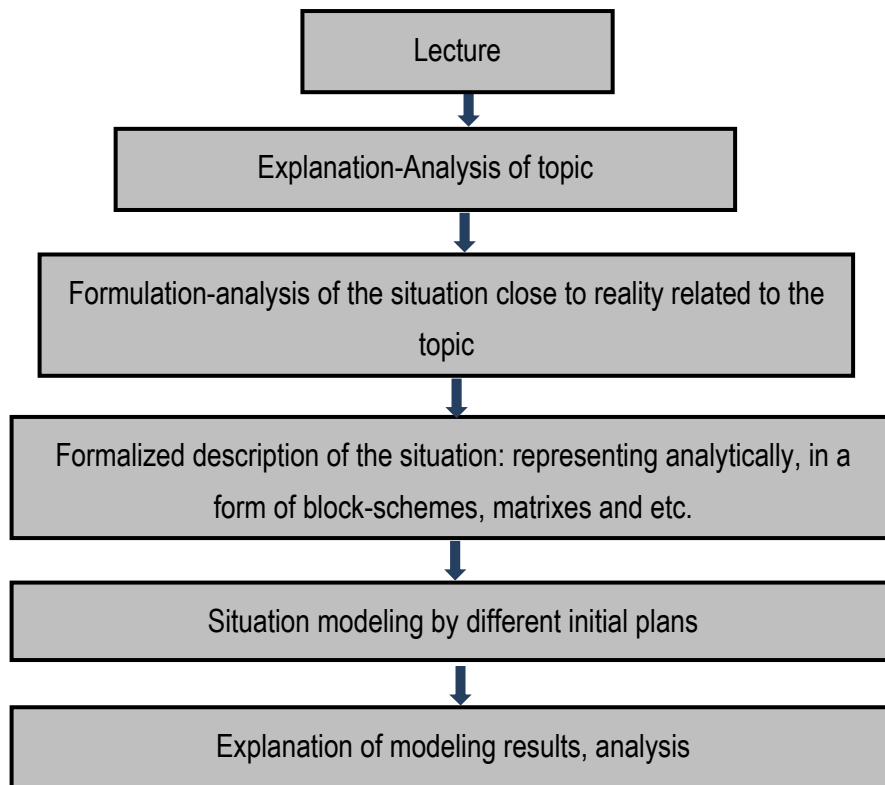 Lecture
Explanation-Analysis of topic
Formulation-analysis of the situation close to reality related to the
topic
Formalized description of the situation: representing analytically, in a
form of block-schemes, matrixes and etc.
Situation modeling by different initial plans
Explanation of modeling results, analysis